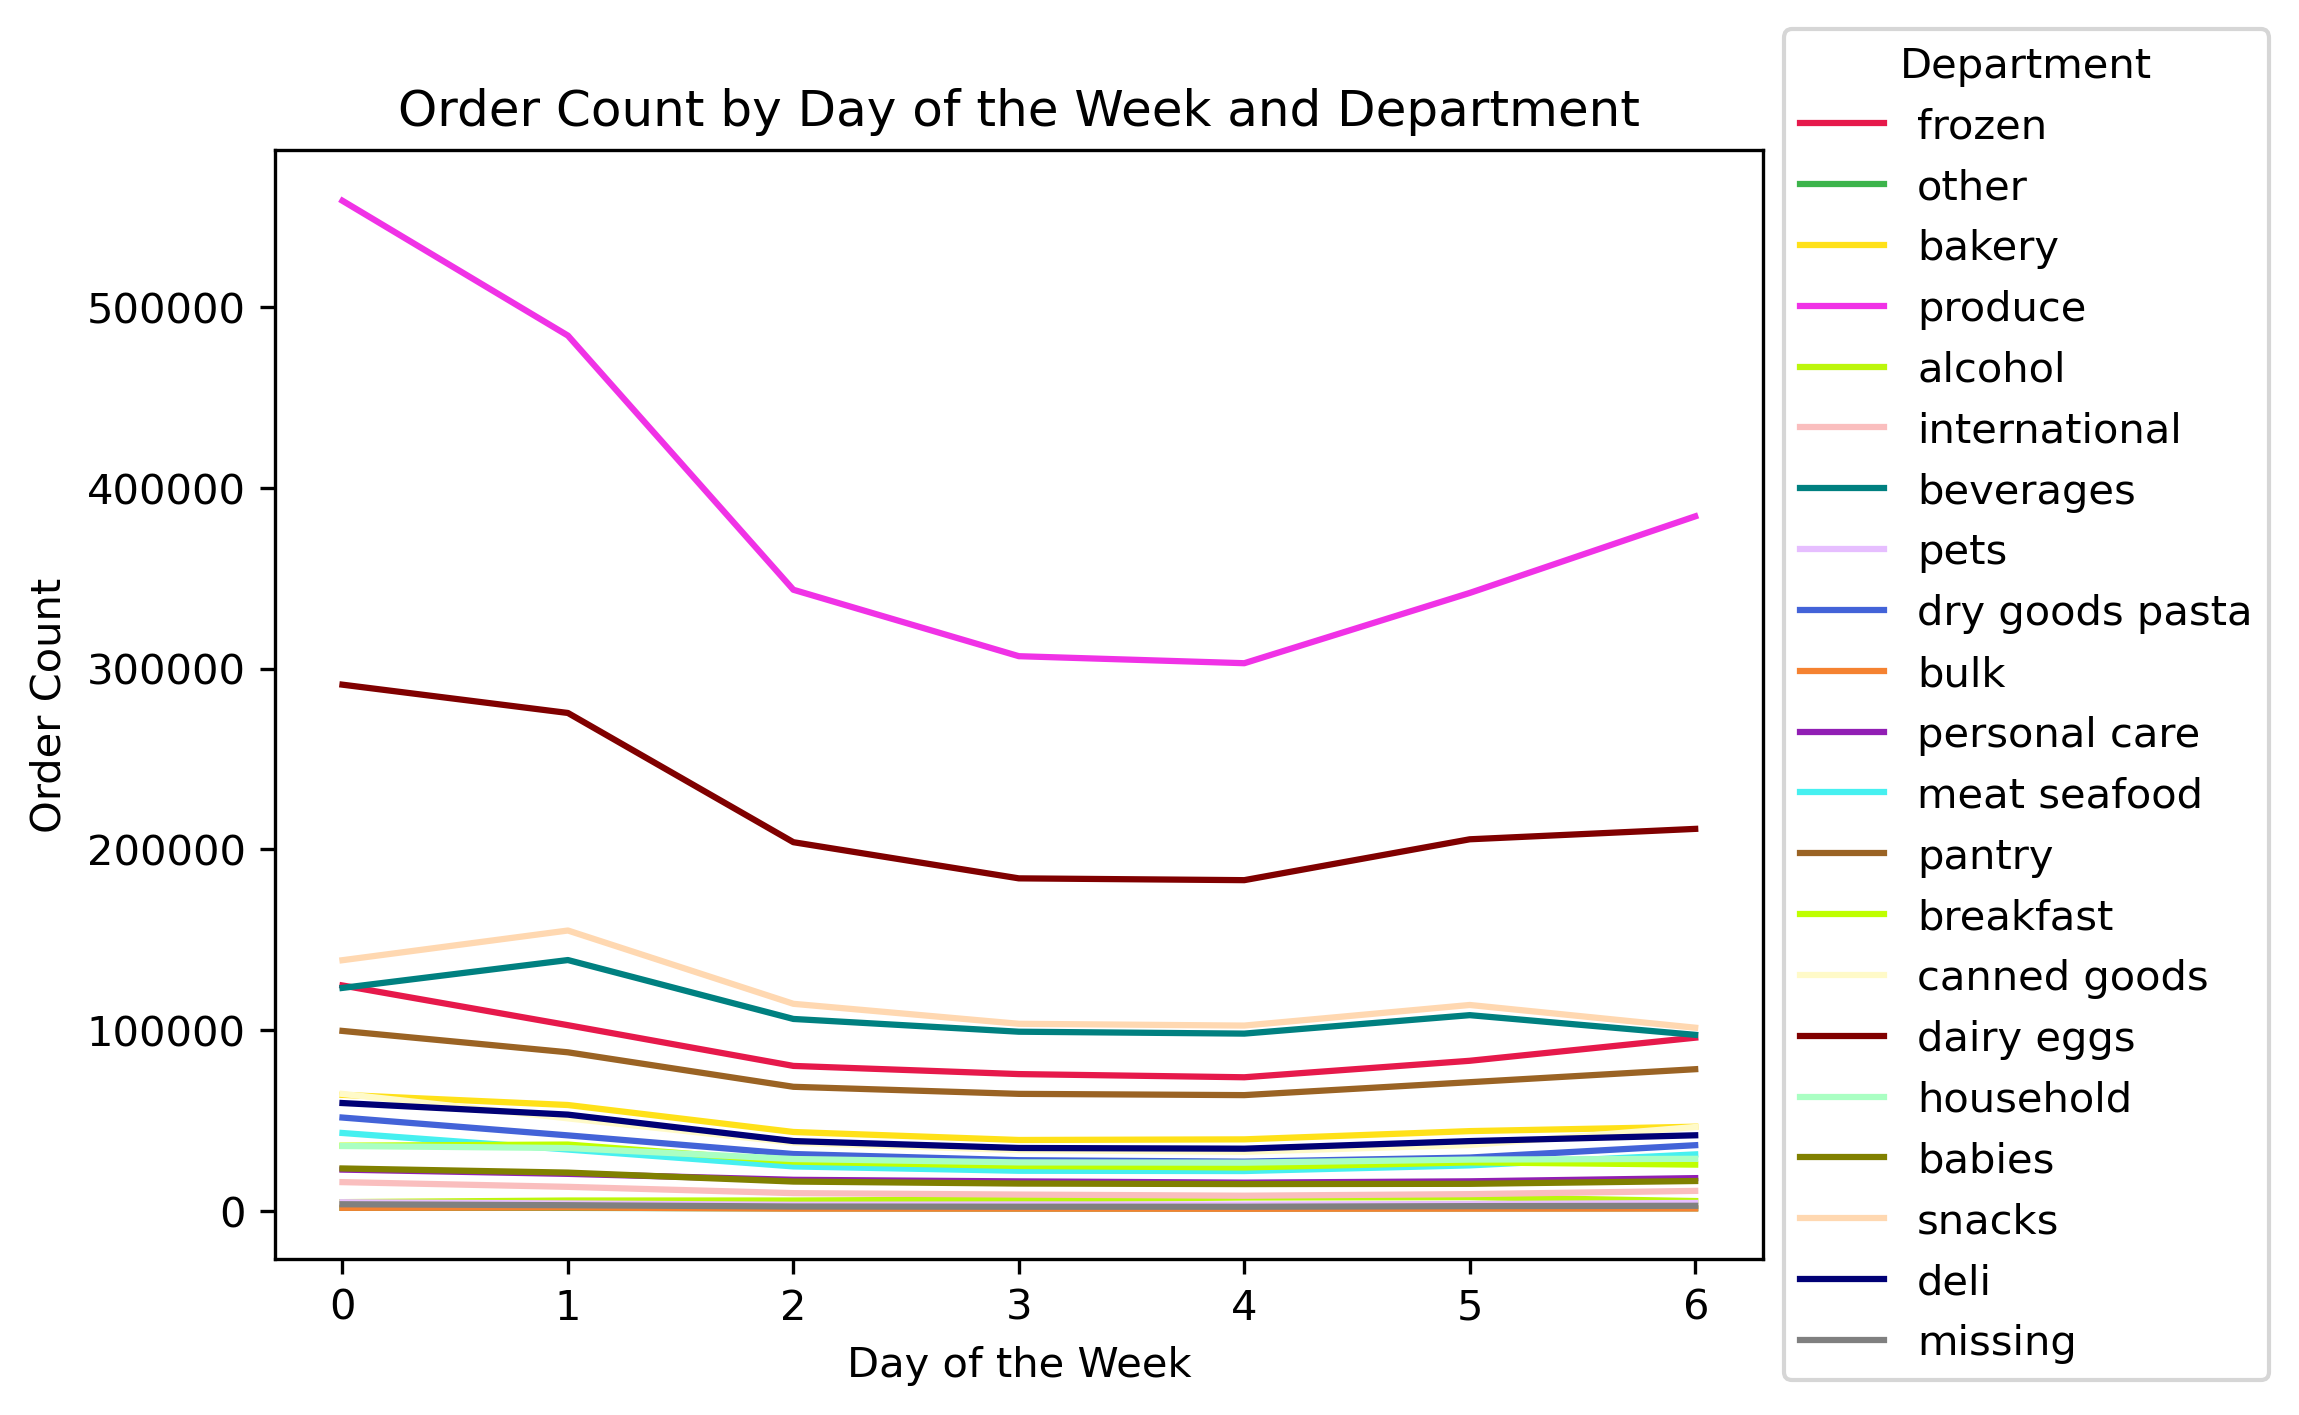 Order Count by Day of the Week and Department
Order Count
500000
400000
300000
200000
100000
0
0 1 2 3 4 5 6
Day of the Week
Department
frozen
other
bakery
produce
alcohol
international
beverages
pets
dry goods pasta
bulk
personal care
meat seafood
pantry
breakfast
canned goods
dairy eggs
household
babies
snacks
deli
missing